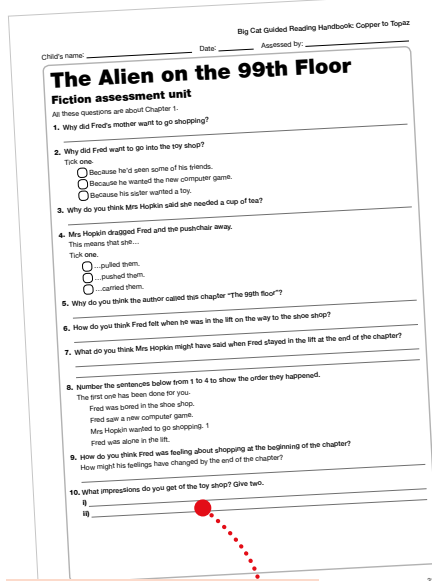 Big Cat Guided Reading Handbook: Copper to Topaz
Child's name: Date: Assessed by:
The Alien on the 99th Floor
Fiction assessment unit
All these questions are about Chapter 1.
1. Why did Fred's mother want to go shopping?
2. Why did Fred want to go into the toy shop?
Tick one.
Because he'd seen some of his friends.
Because he wanted the new computer game.
Because his sister wanted a toy.
3. Why do you think Mrs Hopkin said she needed a cup of tea?
4. Mrs Hopkin dragged Fred and the pushchair away.
This means that she…
Tick one.
…pulled them.
…pushed them.
…carried them.
5. Why do you think the author called this chapter "The 99th floor"?
6. How do you think Fred felt when he was in the lift on the way to the shoe shop?
7. What do you think Mrs Hopkin might have said when Fred stayed in the lift at the end of the chapter?
8. Number the sentences below from 1 to 4 to show the order they happened.
The first one has been done for you.
Fred was bored in the shoe shop.
Fred saw a new computer game.
Mrs Hopkin wanted to go shopping. 1
Fred was alone in the lift.
9. How do you think Fred was feeling about shopping at the beginning of the chapter?
How might his feelings have changed by the end of the chapter?
10. What impressions do you get of the toy shop? Give two.
i)
ii)